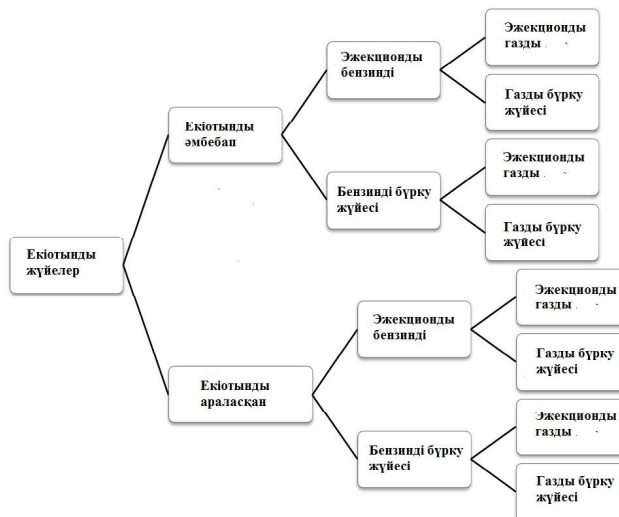 Екіотынды
жүйелер
Екіотынды
әмбебап
Эжекционды
бензинді
Эжекционды
газды
Газды бүрку
жүйесі
Бензинді бүрку
жүйесі
Эжекционды
газды
Газды бүрку
жүйесі
Екіотынды
араласқан
Эжекционды
бензинді
Эжекционды
газды
Газды бүрку
жүйесі
Бензинді бүрку
жүйесі
Эжекционды
газды
Газды бүрку
жүйесі